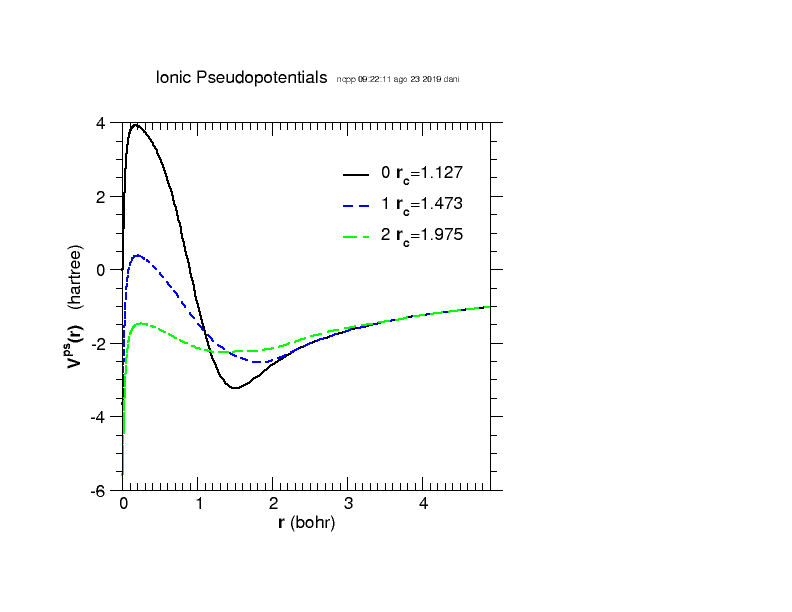 Ionic Pseudopotentials ncpp 09:22:11 ago 23 2019 dani
4
0 rc=1.127
2
1 rc=1.473
2 rc=1.975
0
Vps(r) (hartree)
-2
-4
-6
0 1 2 3 4
r (bohr)